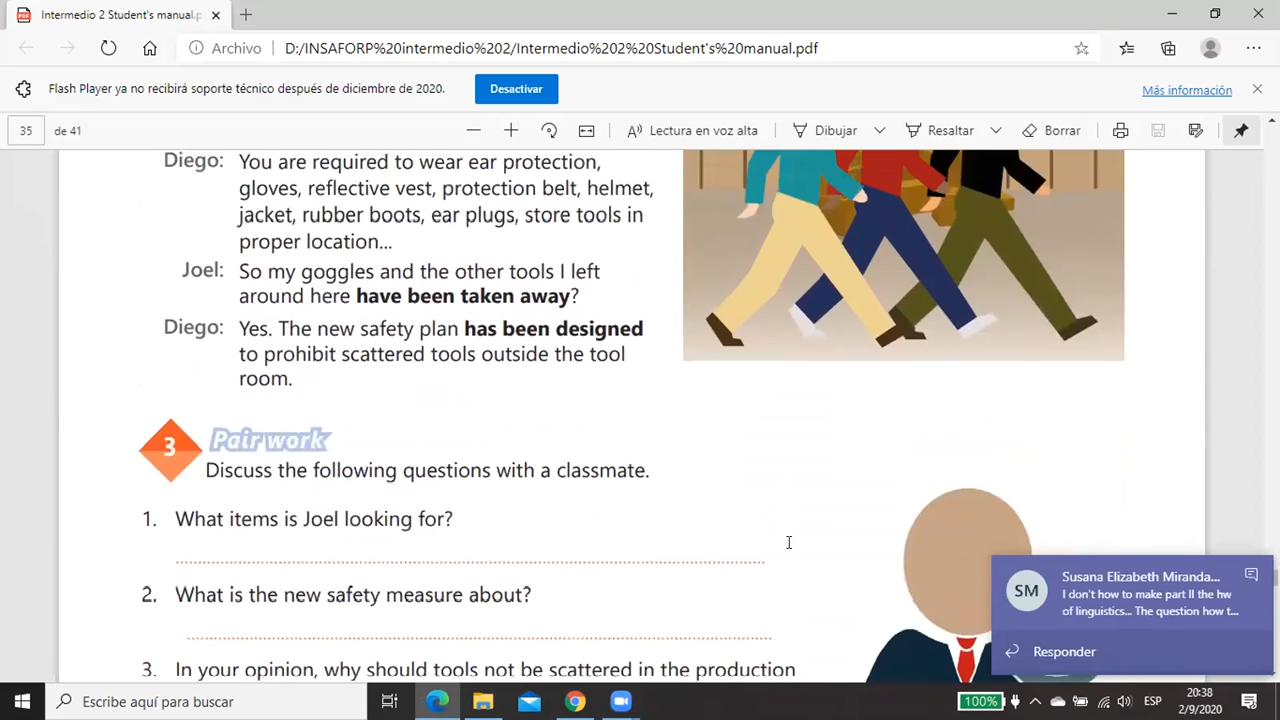 Intermedio 2 Student's manual.p
Archivo D:/INSAFORP%20intermedio%202/Intermedio%202%20Student's%20manual.pdf
Flash Player ya no recibirá soporte técnico después de diciembre de 2020. Desactivar Más información
35 de 41 Lectura en voz alta Dibujar Resaltar Borrar
Diego: You are required to wear ear protection,
gloves, reflective vest, protection belt, helmet,
jacket, rubber boots, ear plugs, store tools in
proper location...
Joel: So my goggles and the other tools I left
around here have been taken away?
Diego: Yes. The new safety plan has been designed
to prohibit scattered tools outside the tool
room.
3 Pair work
Discuss the following questions with a classmate.
1. What items is Joel looking for?
2. What is the new safety measure about?
3. In your opinion, why should tools not be scattered in the production
SM Susana Elizabeth Miranda...
I don't how to make part II the hw
of linguistics... The question how t...
Responder
Escribe aquí para buscar
100% ESP 20:38
2/9/2020